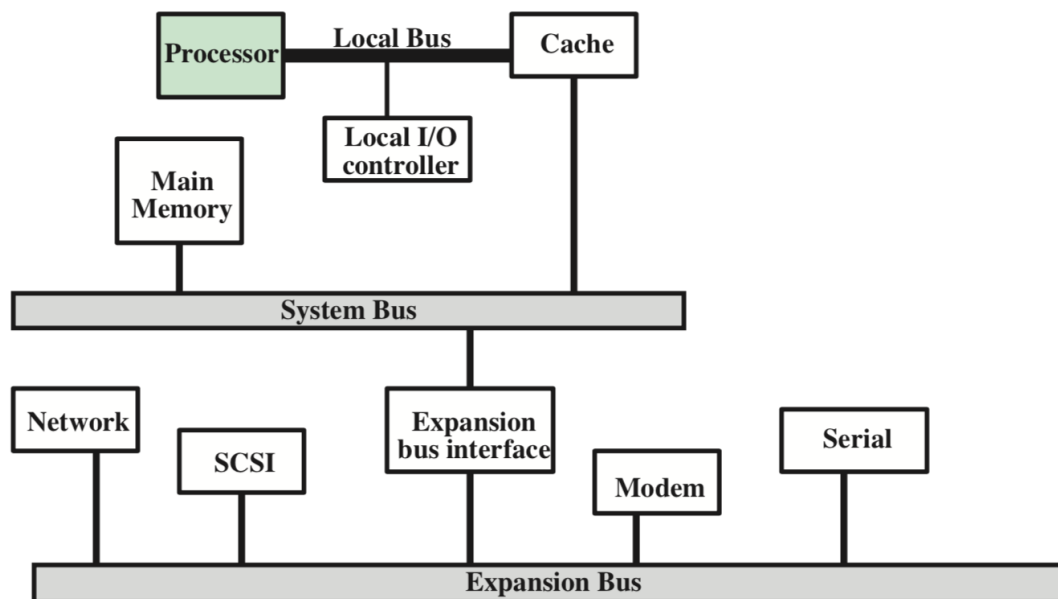 Processor
Local Bus
Cache
Local I/O
controller
Main
Memory
System Bus
Network
SCSI
Expansion
bus interface
Modem
Serial
Expansion Bus